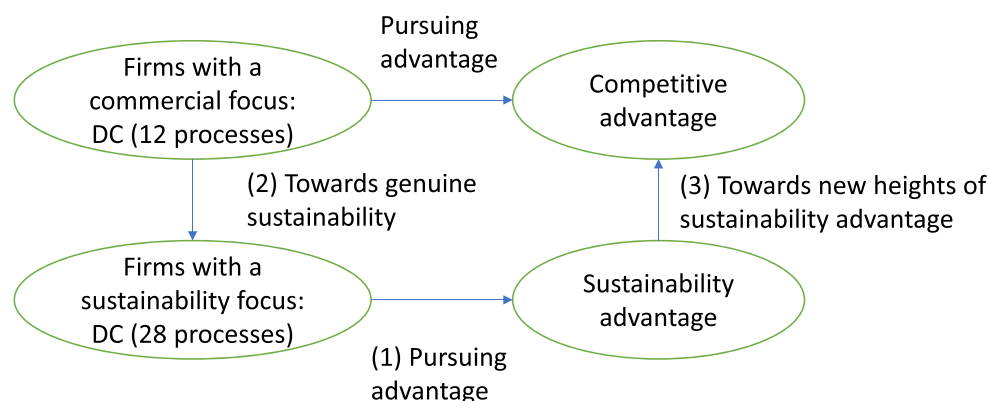 Pursuing
advantage
Firms with a
commercial focus:
DC (12 processes)
Competitive
advantage
(2) Towards genuine
sustainability
(3) Towards new heights of
sustainability advantage
Firms with a
sustainability focus:
DC (28 processes)
Sustainability
advantage
(1) Pursuing
advantage